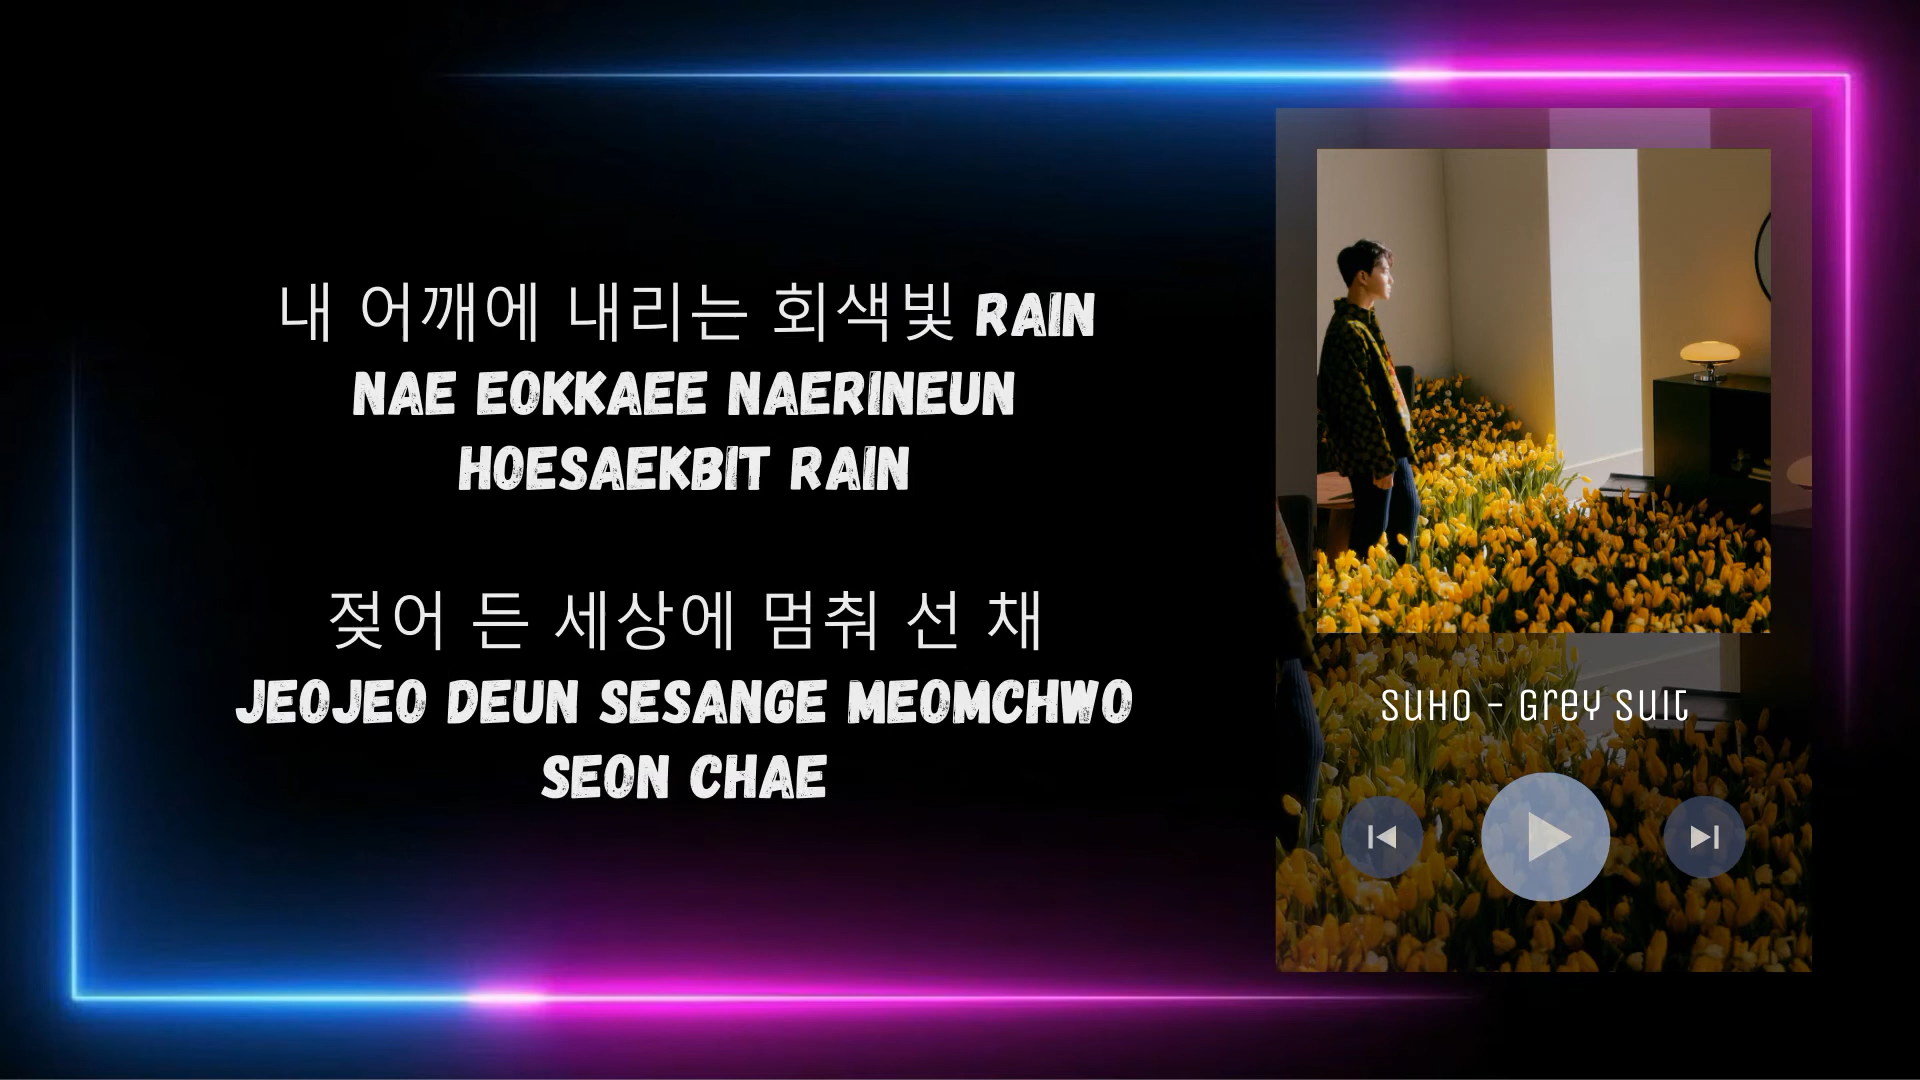 내 어깨에 내리는 회색빛 RAIN
NAE EOKKAEE NAERINEUN
HOESAEKBIT RAIN
젖어 든 세상에 멈춰 선 채
JEOJEO DEUN SESANGE MEOMCHWO
SEON CHAE
SUHO - Grey Suit